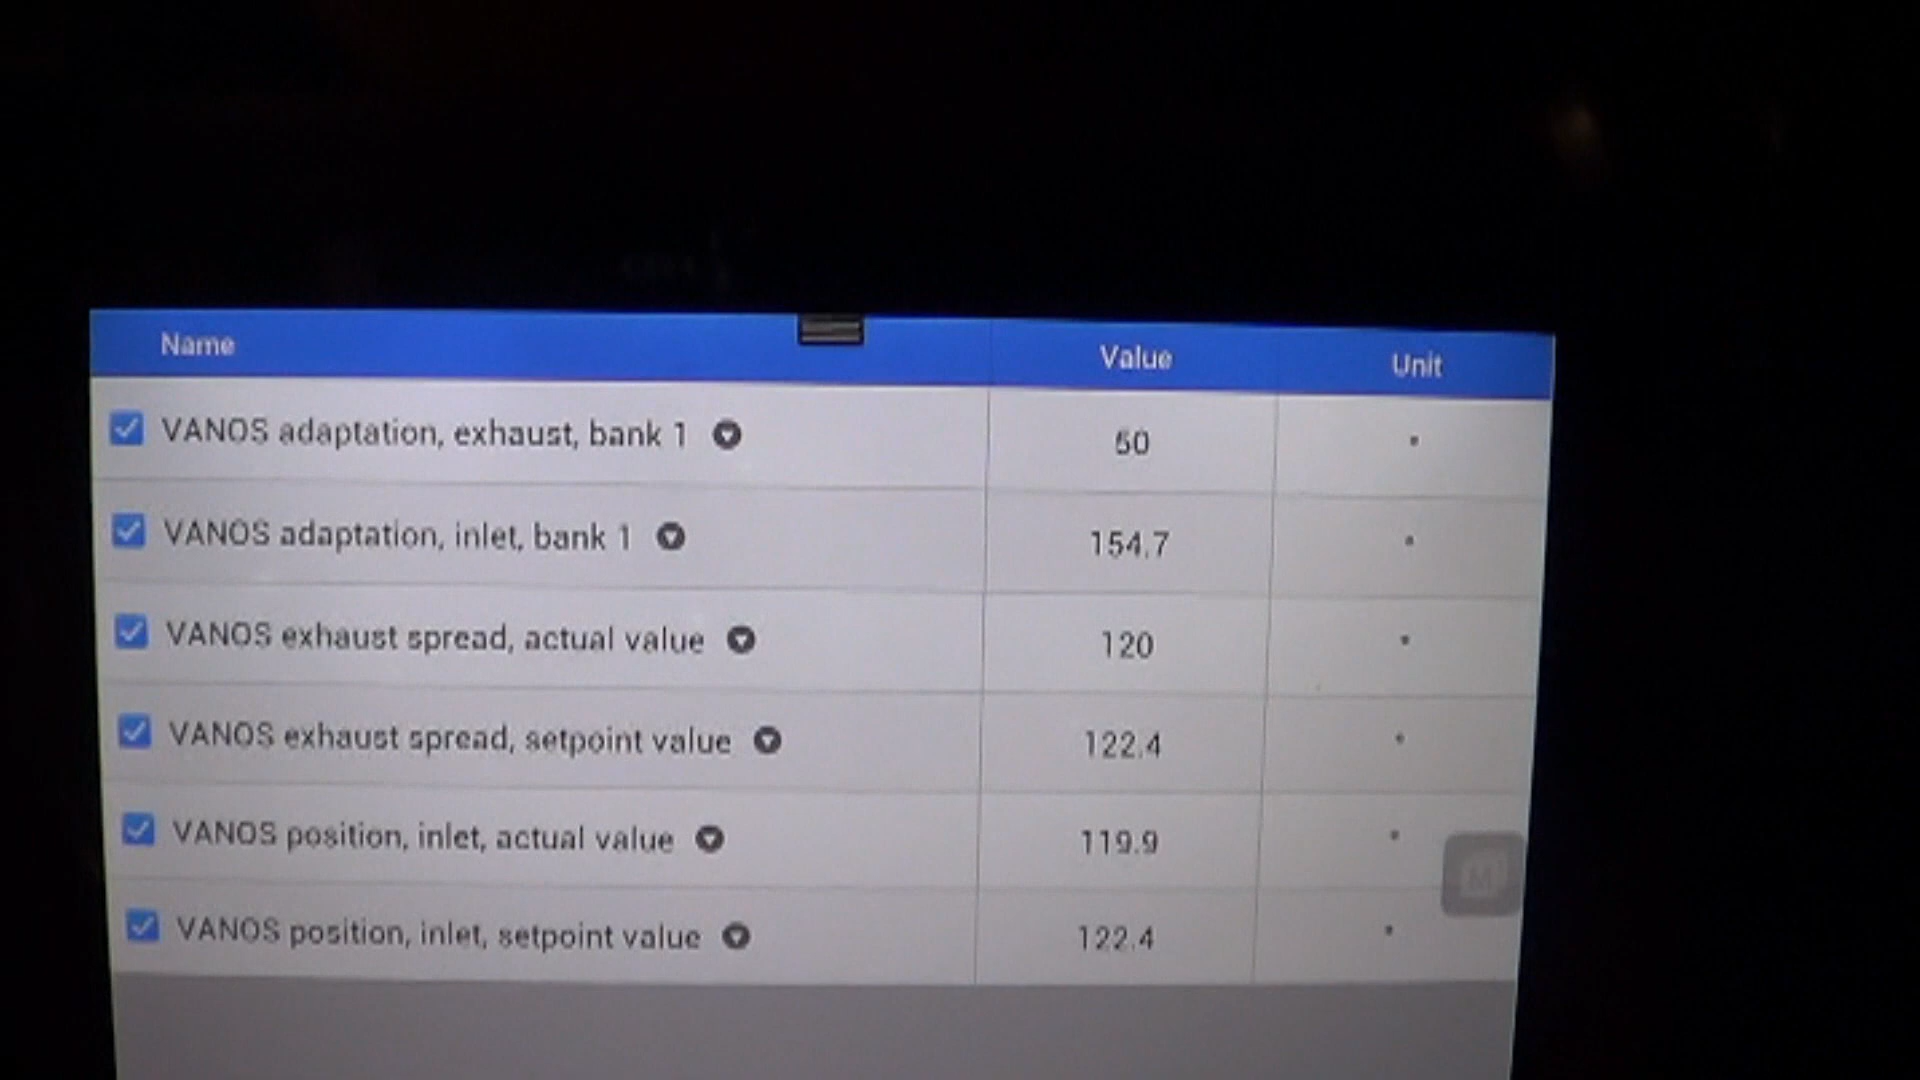 Name Value Unit
VANOS adaptation, exhaust, bank 1 50 °
VANOS adaptation, inlet, bank 1 154.7 °
VANOS exhaust spread, actual value 120 °
VANOS exhaust spread, setpoint value 122.4 °
VANOS position, inlet, actual value 119.9 °
VANOS position, inlet, setpoint value 122.4 °
M